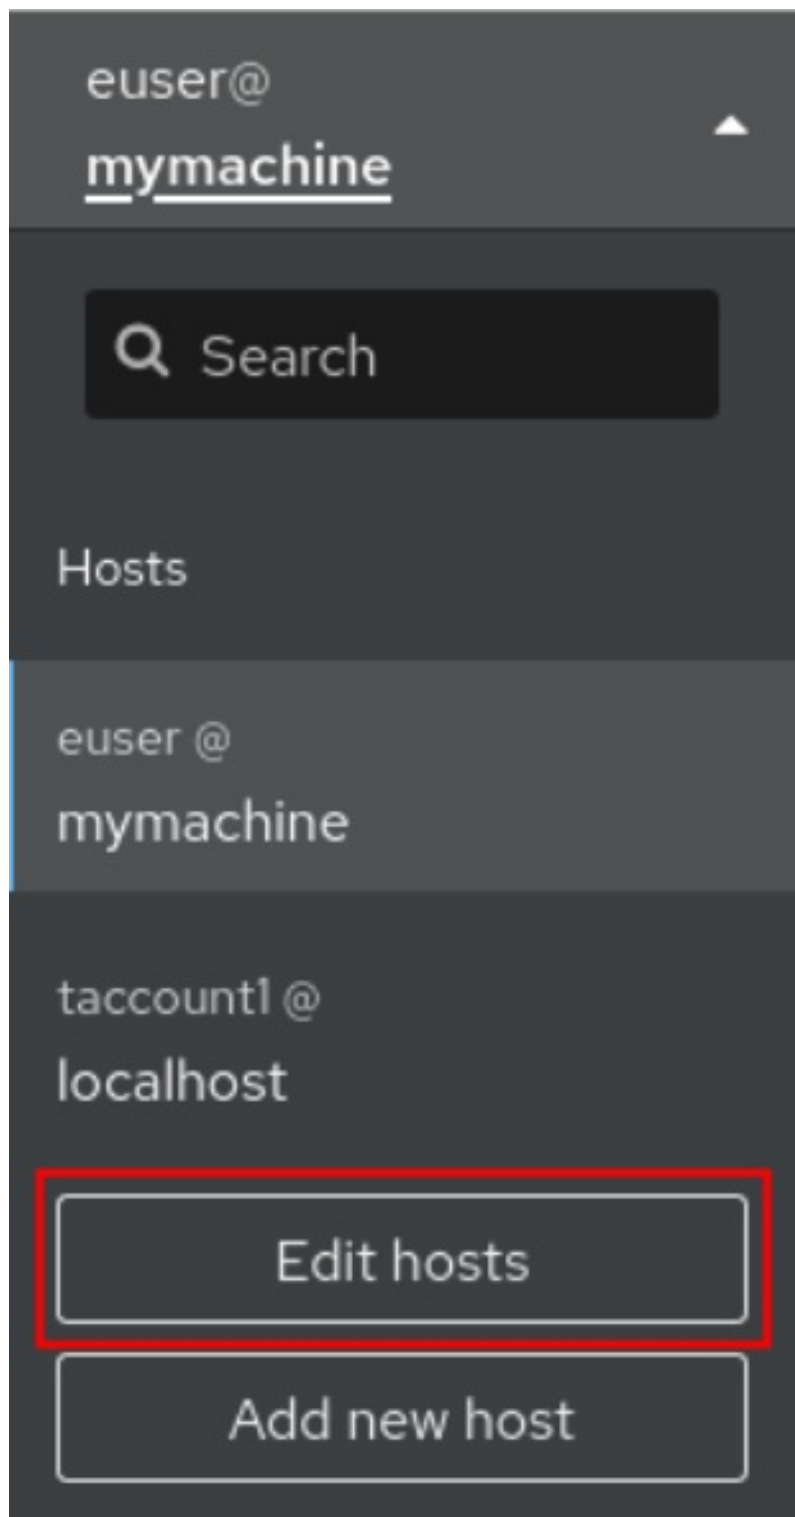 euser@
mymachine
Search
Hosts
euser @
mymachine
taccount1 @
localhost
Edit hosts
Add new host